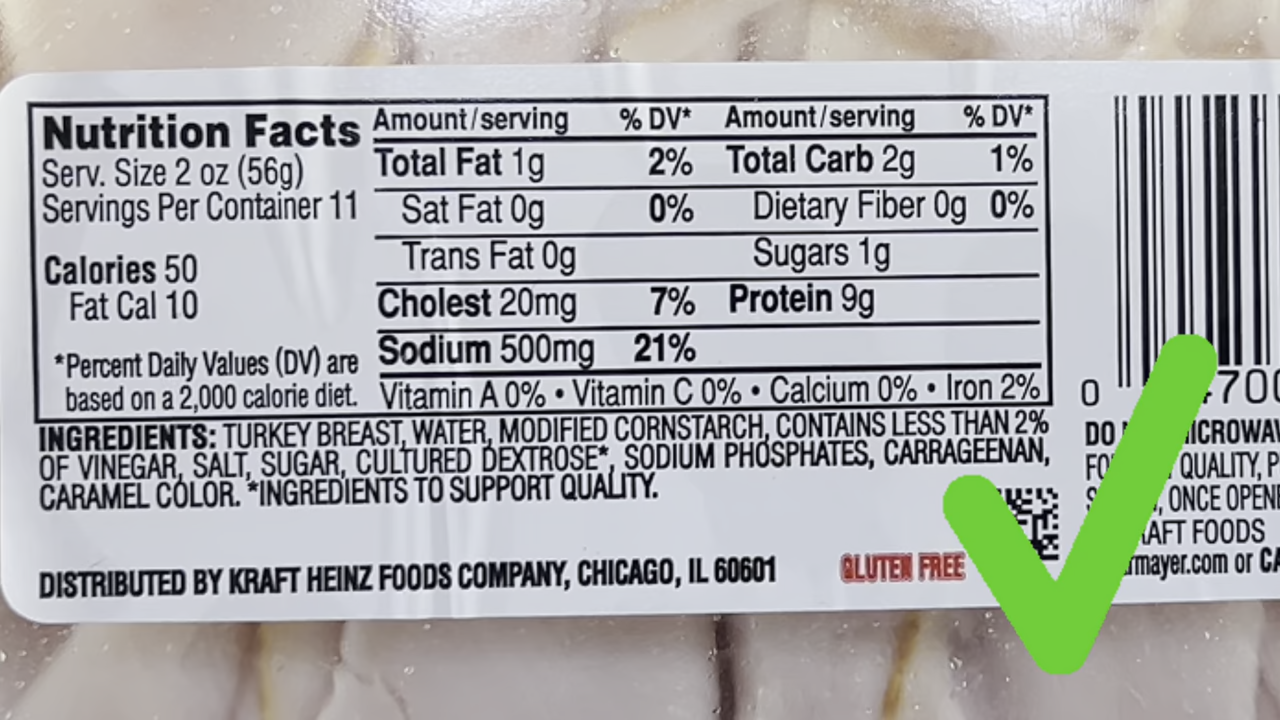 Nutrition Facts
Serv. Size 2 oz (56g)
Servings Per Container 11
Calories 50
Fat Cal 10
*Percent Daily Values (DV) are
based on a 2,000 calorie diet.
Amount/serving % DV* Amount/serving % DV*
Total Fat 1g 2% Total Carb 2g 1%
Sat Fat 0g 0% Dietary Fiber 0g 0%
Trans Fat 0g Sugars 1g
Cholest 20mg 7% Protein 9g
Sodium 500mg 21%
Vitamin A 0% • Vitamin C 0% • Calcium 0% • Iron 2%
INGREDIENTS: TURKEY BREAST, WATER, MODIFIED CORNSTARCH, CONTAINS LESS THAN 2%
OF VINEGAR, SALT, SUGAR, CULTURED DEXTROSE*, SODIUM PHOSPHATES, CARRAGEENAN,
CARAMEL COLOR. *INGREDIENTS TO SUPPORT QUALITY.
DISTRIBUTED BY KRAFT HEINZ FOODS COMPANY, CHICAGO, IL 60601
GLUTEN FREE
0 700
DO
QUALITY,
ONCE
FOODS
or